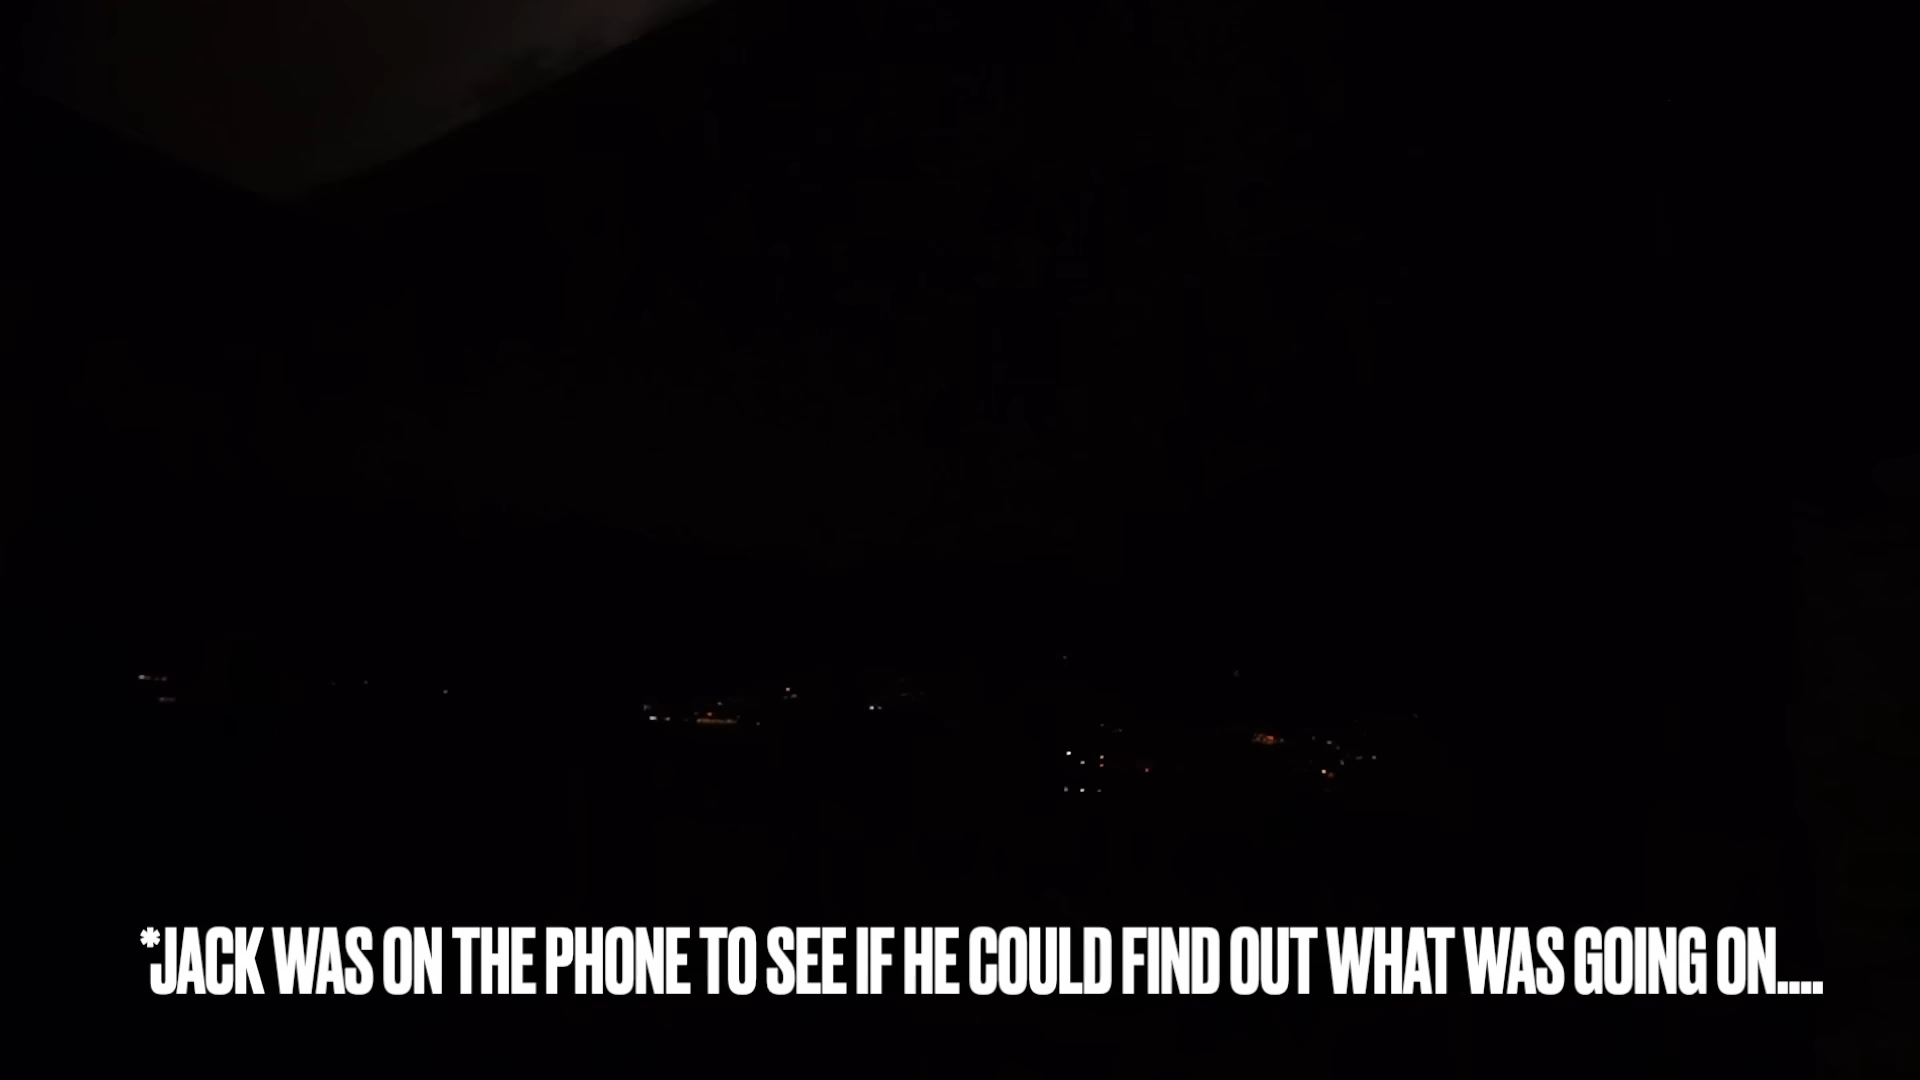 *JACK WAS ON THE PHONE TO SEE IF HE COULD FIND OUT WHAT WAS GOING ON....